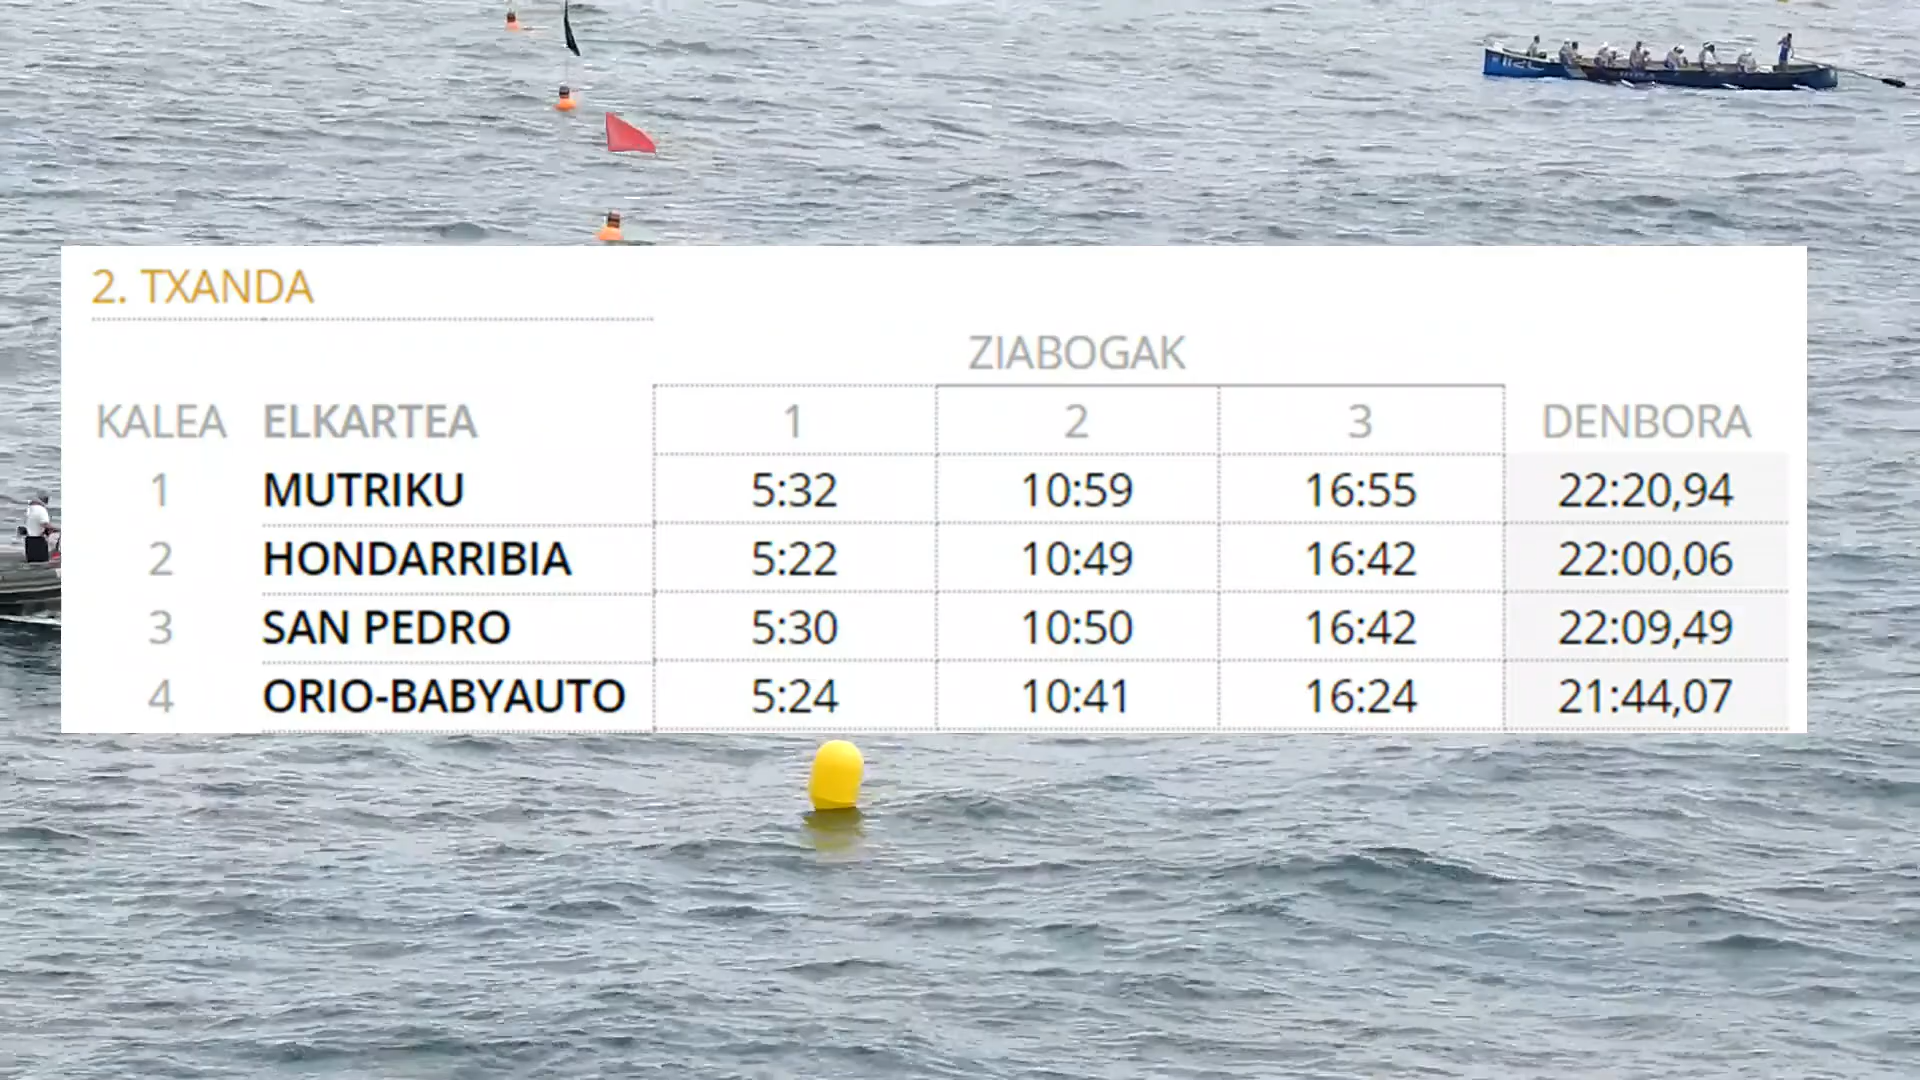 2. TXANDA
ZIABOGAK
KALEA ELKARTEA 1 2 3 DENBORA
1 MUTRIKU 5:32 10:59 16:55 22:20,94
2 HONDARRIBIA 5:22 10:49 16:42 22:00,06
3 SAN PEDRO 5:30 10:50 16:42 22:09,49
4 ORIO-BABYAUTO 5:24 10:41 16:24 21:44,07